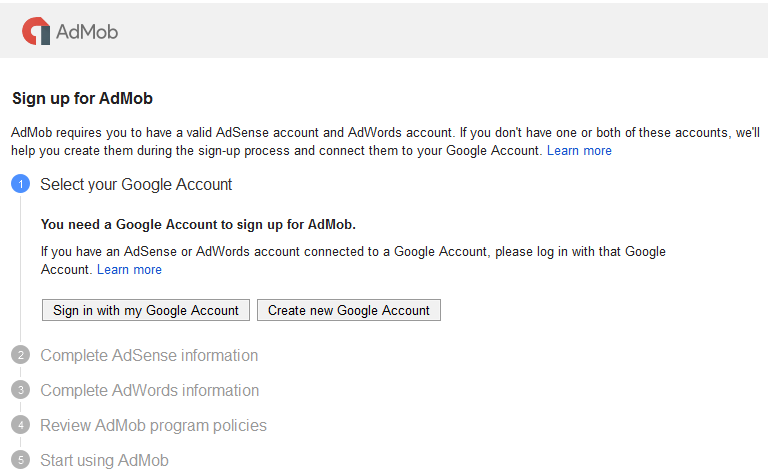 AdMob
Sign up for AdMob
AdMob requires you to have a valid AdSense account and AdWords account. If you don't have one or both of these accounts, we'll
help you create them during the sign-up process and connect them to your Google Account. Learn more
1 Select your Google Account
You need a Google Account to sign up for AdMob.
If you have an AdSense or AdWords account connected to a Google Account, please log in with that Google
Account. Learn more
Sign in with my Google Account Create new Google Account
2 Complete AdSense information
3 Complete AdWords information
4 Review AdMob program policies
5 Start using AdMob